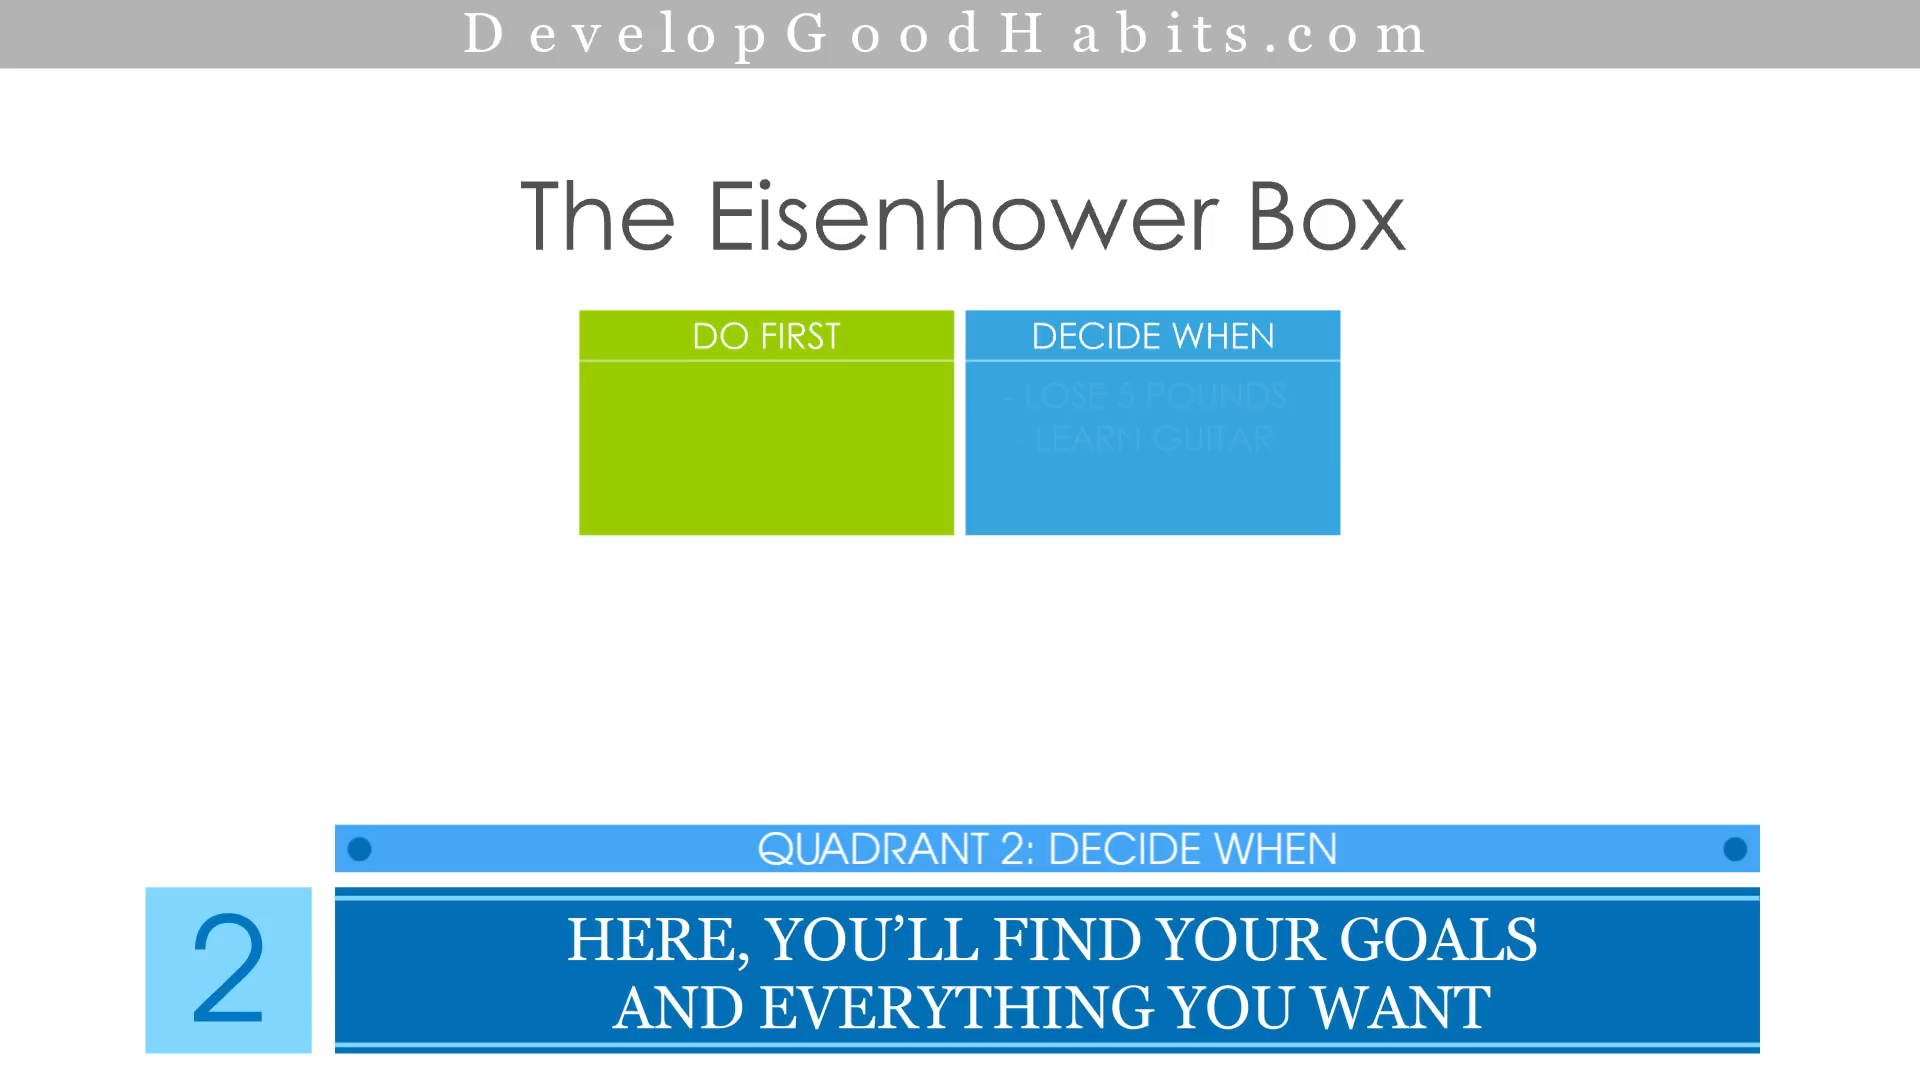 DevelopGoodHabits.com
The Eisenhower Box
DO FIRST
DECIDE WHEN
- LOSE 5 POUNDS
- LEARN GUITAR
QUADRANT 2: DECIDE WHEN
2
HERE, YOU’LL FIND YOUR GOALS
AND EVERYTHING YOU WANT